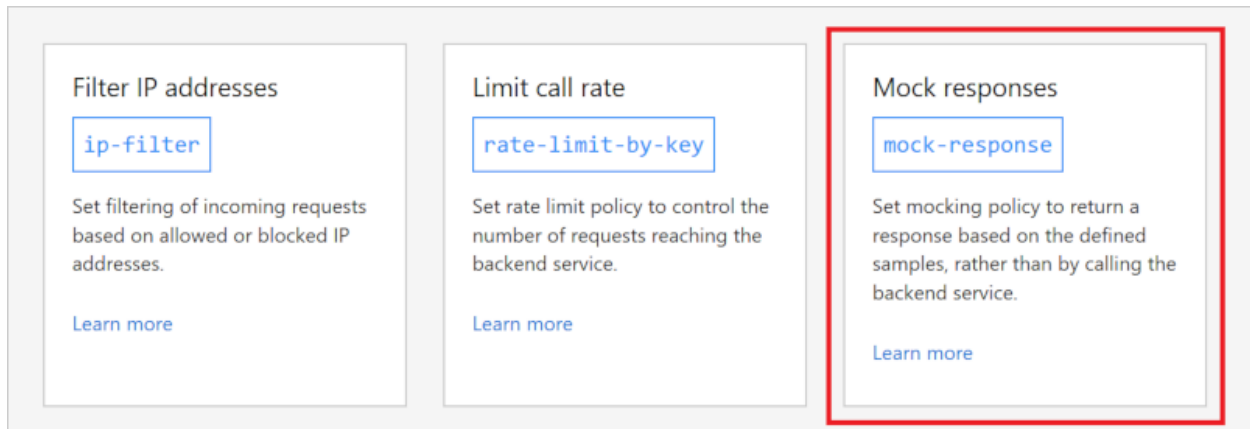 Filter IP addresses
ip-filter
Set filtering of incoming requests
based on allowed or blocked IP
addresses.
Learn more
Limit call rate
rate-limit-by-key
Set rate limit policy to control the
number of requests reaching the
backend service.
Learn more
Mock responses
mock-response
Set mocking policy to return a
response based on the defined
samples, rather than by calling the
backend service.
Learn more